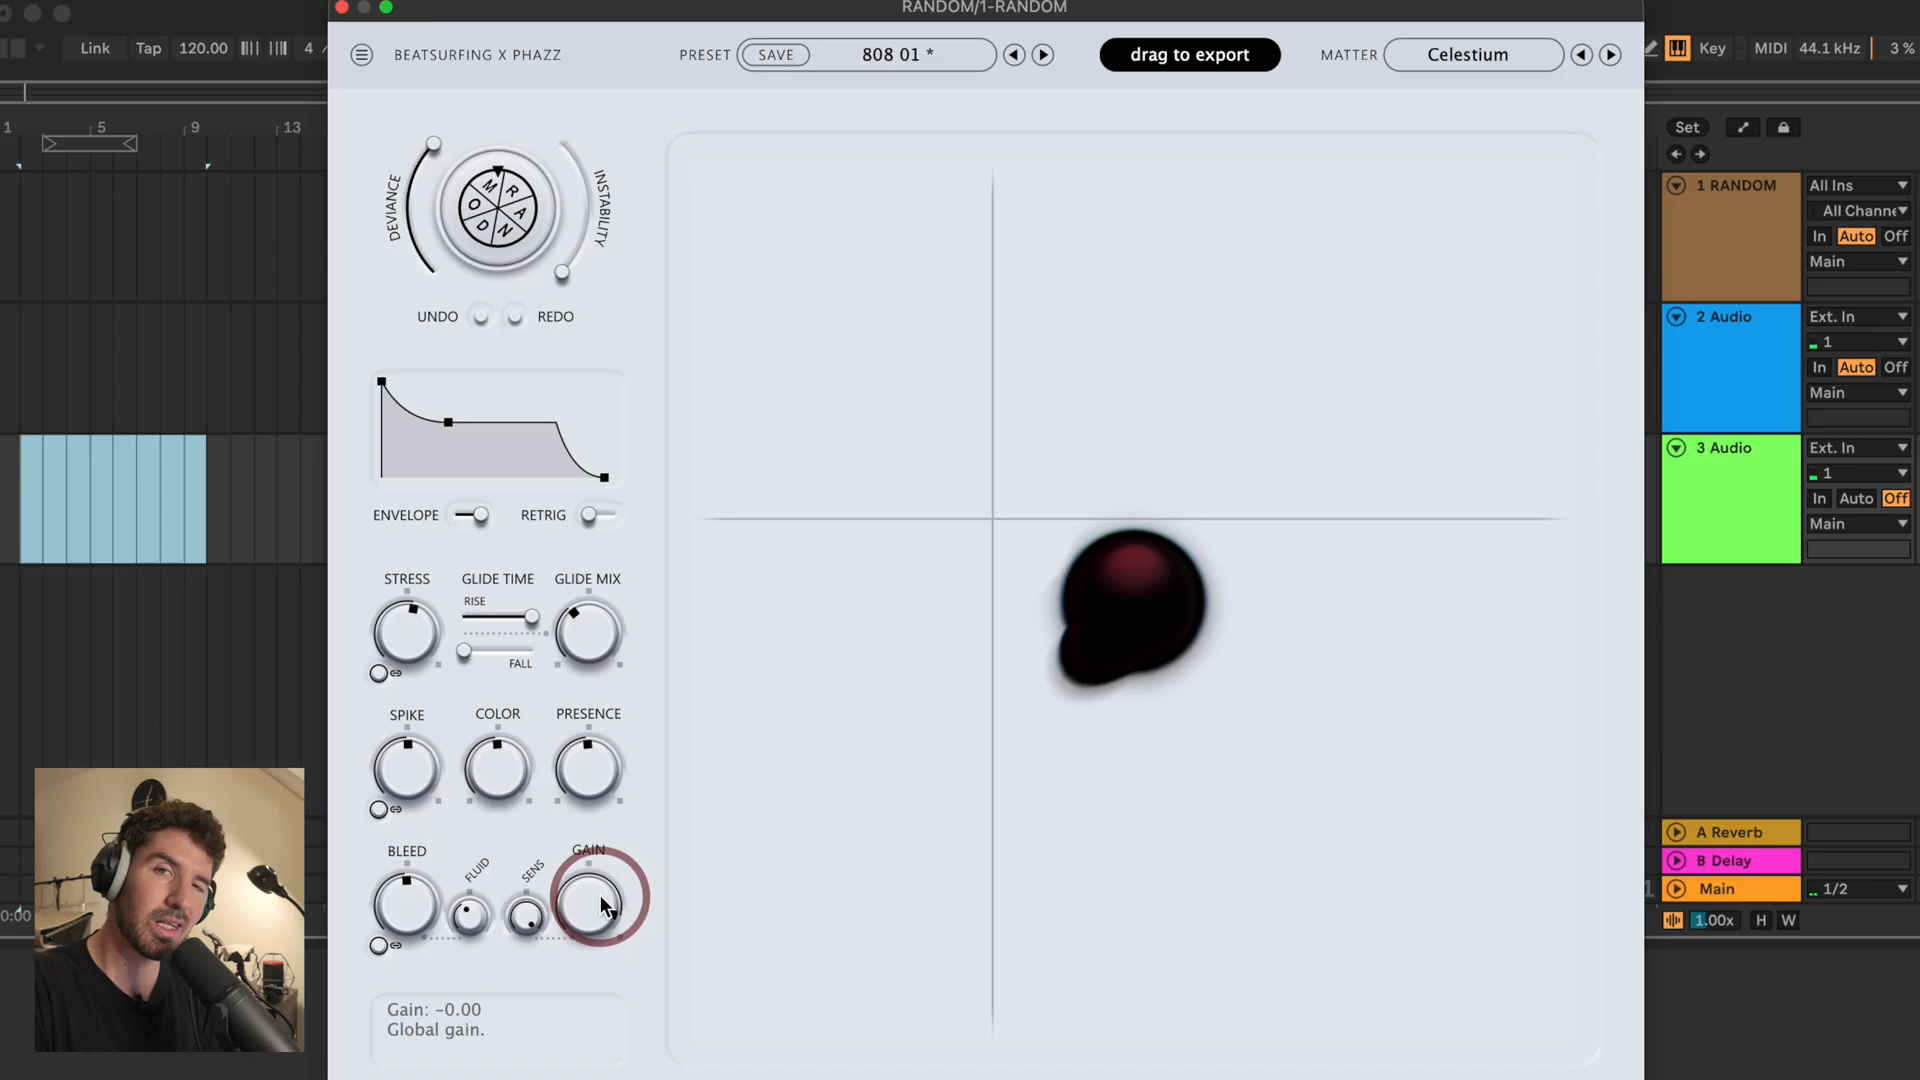 RANDOM/1-RANDOM
Link Tap 120.00 4 /
BEATSURFING X PHAZZ
PRESET SAVE 808 01 *
drag to export
MATTER Celestium
Key MIDI 44.1 kHz 3 %
1 5 9 13
DEVIANCE
RANDOM
INSTABILITY
UNDO REDO
ENVELOPE RETRIG
STRESS GLIDE TIME GLIDE MIX
RISE
FALL
SPIKE COLOR PRESENCE
BLEED FLUID SENS GAIN
Gain: -0.00
Global gain.
0:00
Set
1 RANDOM All Ins
All Channe
In Auto Off
Main
2 Audio Ext. In
1
In Auto Off
Main
3 Audio Ext. In
1
In Auto Off
Main
A Reverb
B Delay
1 Main 1/2
1.00x H W